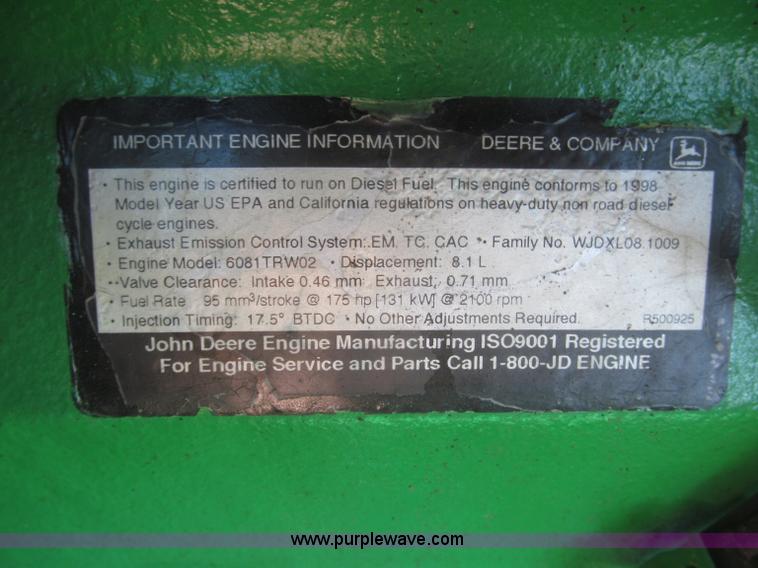 IMPORTANT ENGINE INFORMATION DEERE & COMPANY
JOHN DEERE
• This engine is certified to run on Diesel Fuel. This engine conforms to 1998
Model Year US EPA and California regulations on heavy-duty non road diesel
cycle engines.
• Exhaust Emission Control System: EM, TC, CAC • Family No. WJDXL08.1009
• Engine Model: 6081TRW02 • Displacement: 8.1 L
• Valve Clearance: Intake 0.46 mm Exhaust, 0.71 mm
• Fuel Rate 95 mm³/stroke @ 175 hp [131 kW] @ 2100 rpm
• Injection Timing: 17.5° BTDC • No Other Adjustments Required. R500925
John Deere Engine Manufacturing ISO9001 Registered
For Engine Service and Parts Call 1-800-JD ENGINE
www.purplewave.com